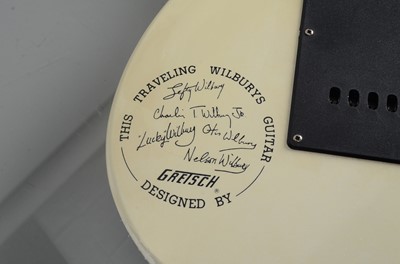 THIS TRAVELING WILBURYS GUITAR
Lefty Wilbury
Charlie T. Wilbury Jr
Lucky Wilbury Otis Wilbury
Nelson Wilbury
GRETSCH®
DESIGNED BY